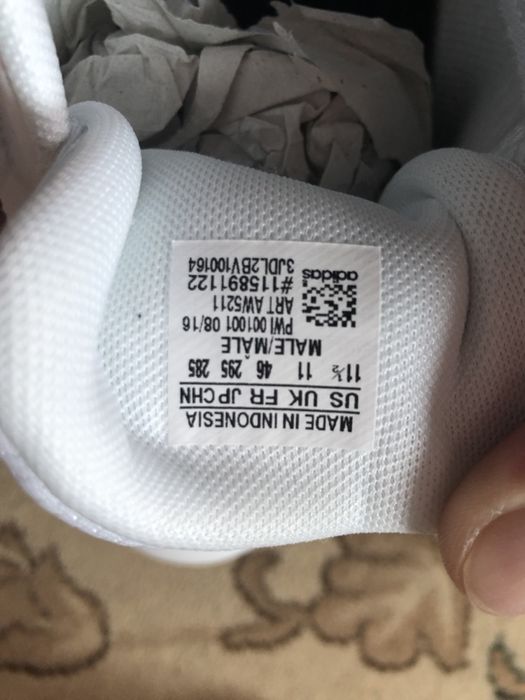 MADE IN INDONESIA
US UK FR JP CHN
11½ 11 46 295 285
MALE/MÂLE
PWI 001001 08/16
ART AW5211
#115891122
3JDL2BV100164
adidas